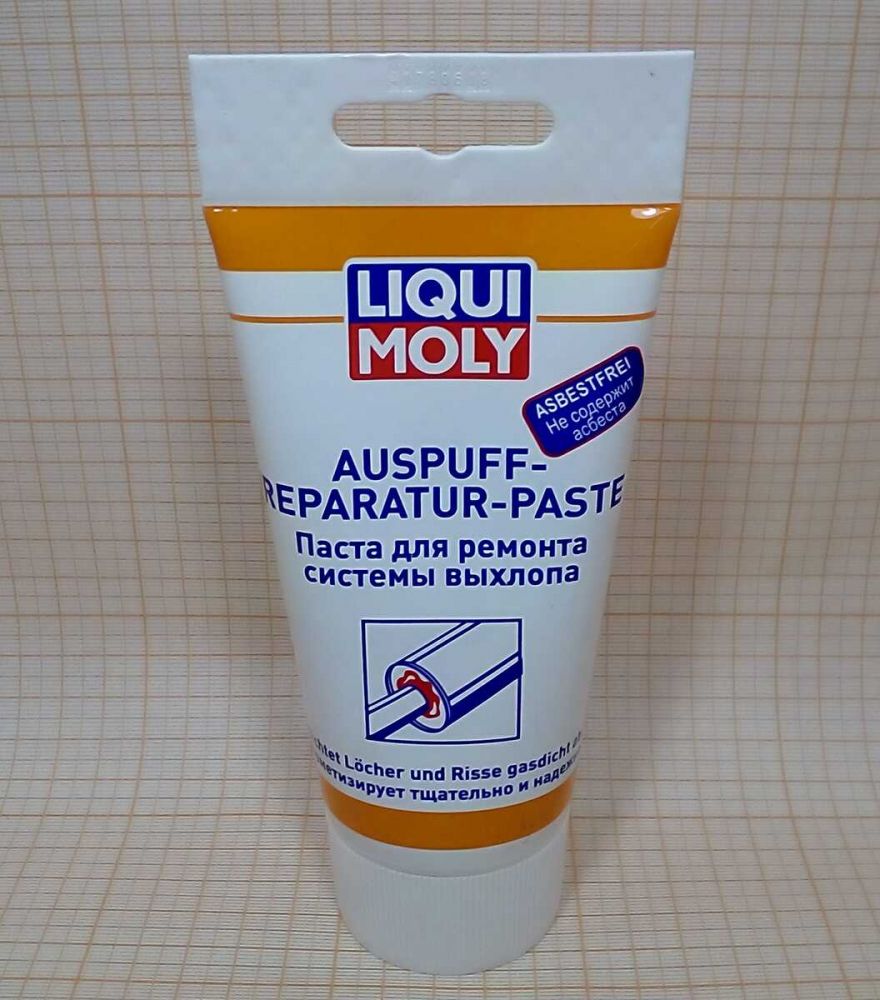 LIQUI
MOLY
ASBESTFREI
Не содержит
асбеста
AUSPUFF-
REPARATUR-PASTE
Паста для ремонта
системы выхлопа
Löcher und Risse gasdicht
тщательно и